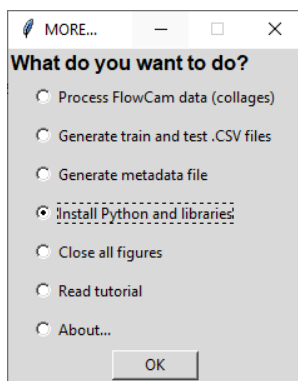 MORE...
What do you want to do?
Process FlowCam data (collages)
Generate train and test .CSV files
Generate metadata file
Install Python and libraries
Close all figures
Read tutorial
About...
OK